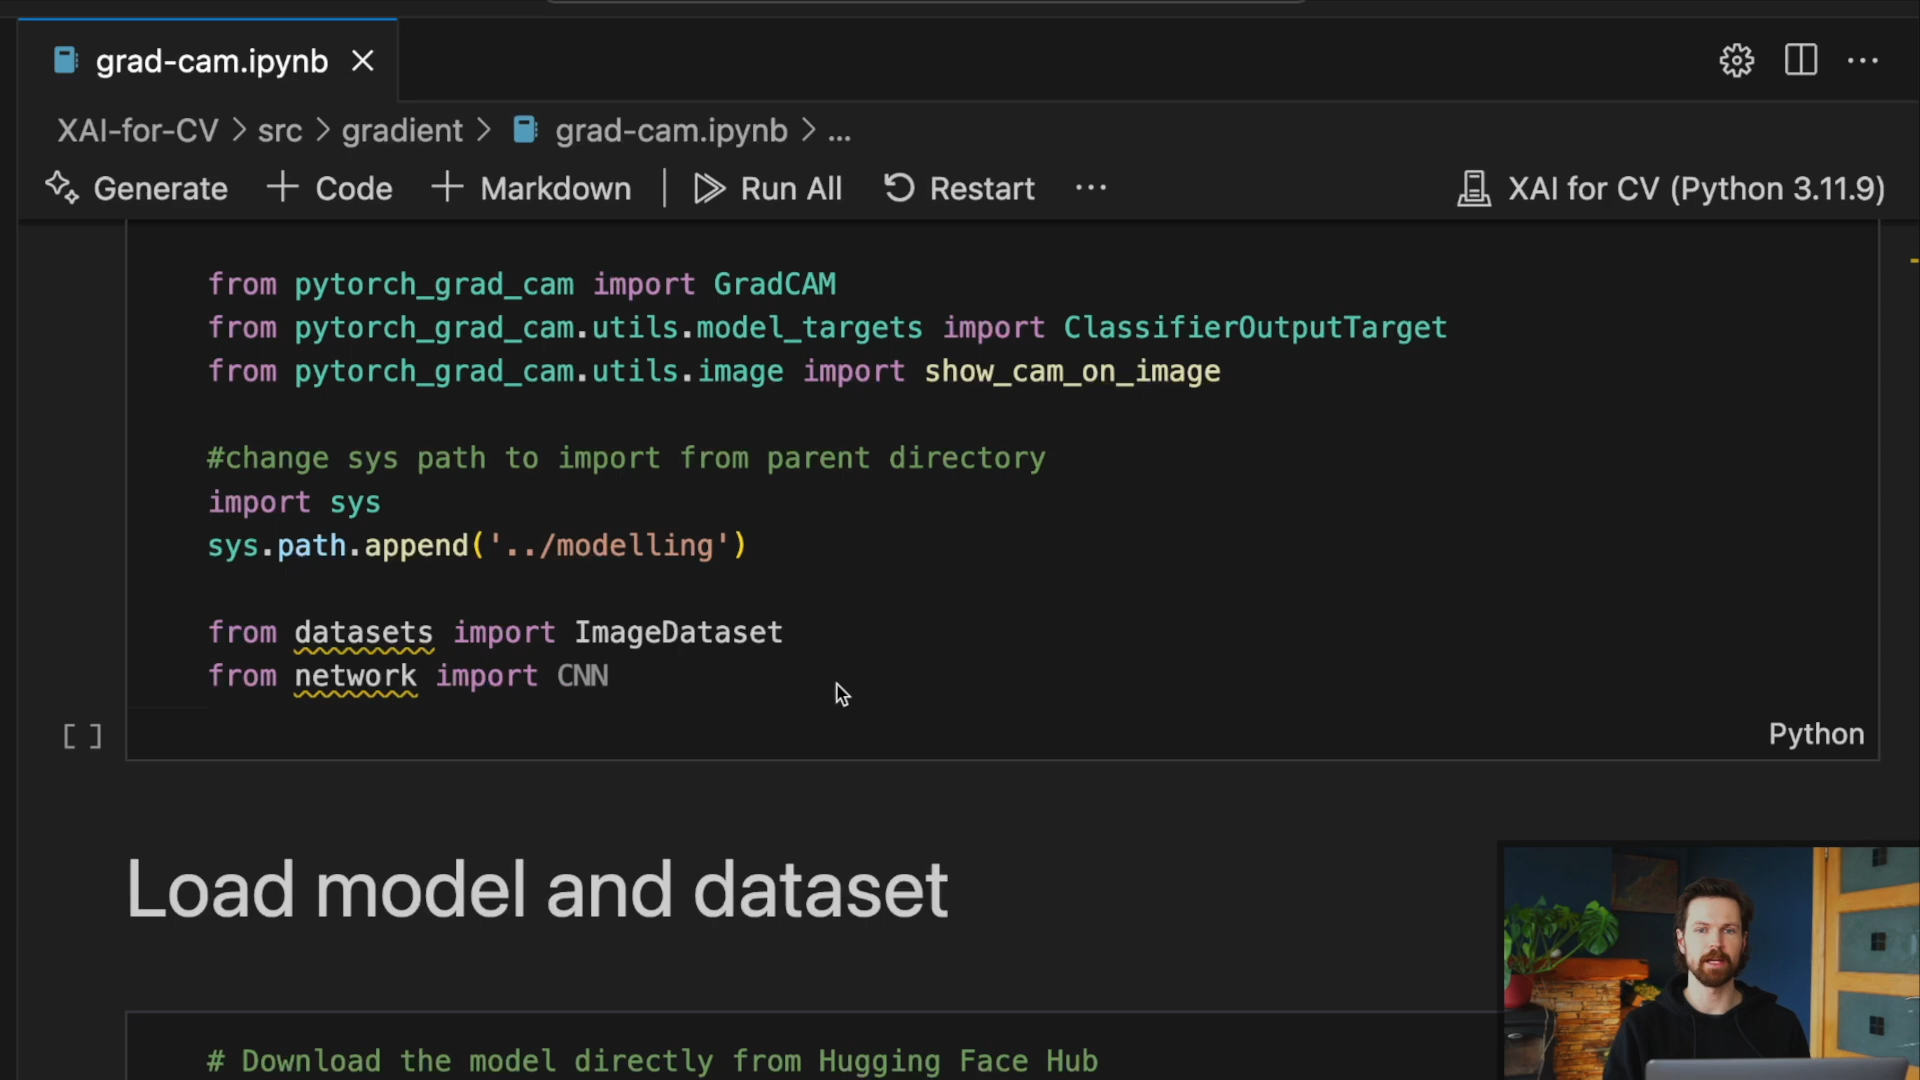 grad-cam.ipynb
XAI-for-CV > src > gradient > grad-cam.ipynb > ...
Generate + Code + Markdown | Run All Restart ... XAI for CV (Python 3.11.9)
from pytorch_grad_cam import GradCAM
from pytorch_grad_cam.utils.model_targets import ClassifierOutputTarget
from pytorch_grad_cam.utils.image import show_cam_on_image
#change sys path to import from parent directory
import sys
sys.path.append('../modelling')
from datasets import ImageDataset
from network import CNN
[ ] Python
Load model and dataset
# Download the model directly from Hugging Face Hub